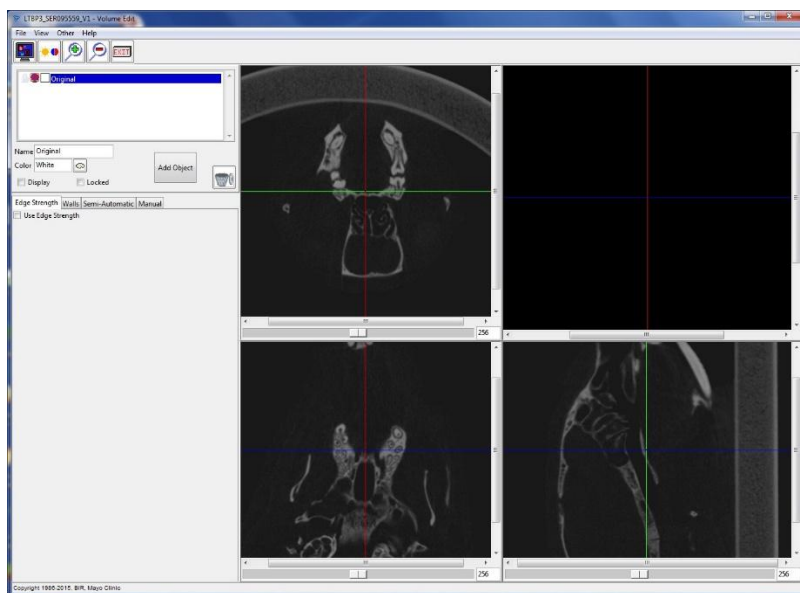 LTBP3_SER095559_V1 - Volume Edit
File View Other Help
EXIT
Original
Name Original
Color White
Add Object
Display Locked
Edge Strength Walls Semi-Automatic Manual
Use Edge Strength
256
256
256
Copyright 1986-2015, BIR, Mayo Clinic